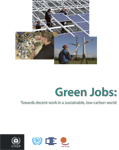 Green Jobs:
Towards decent work in a sustainable, low-carbon world